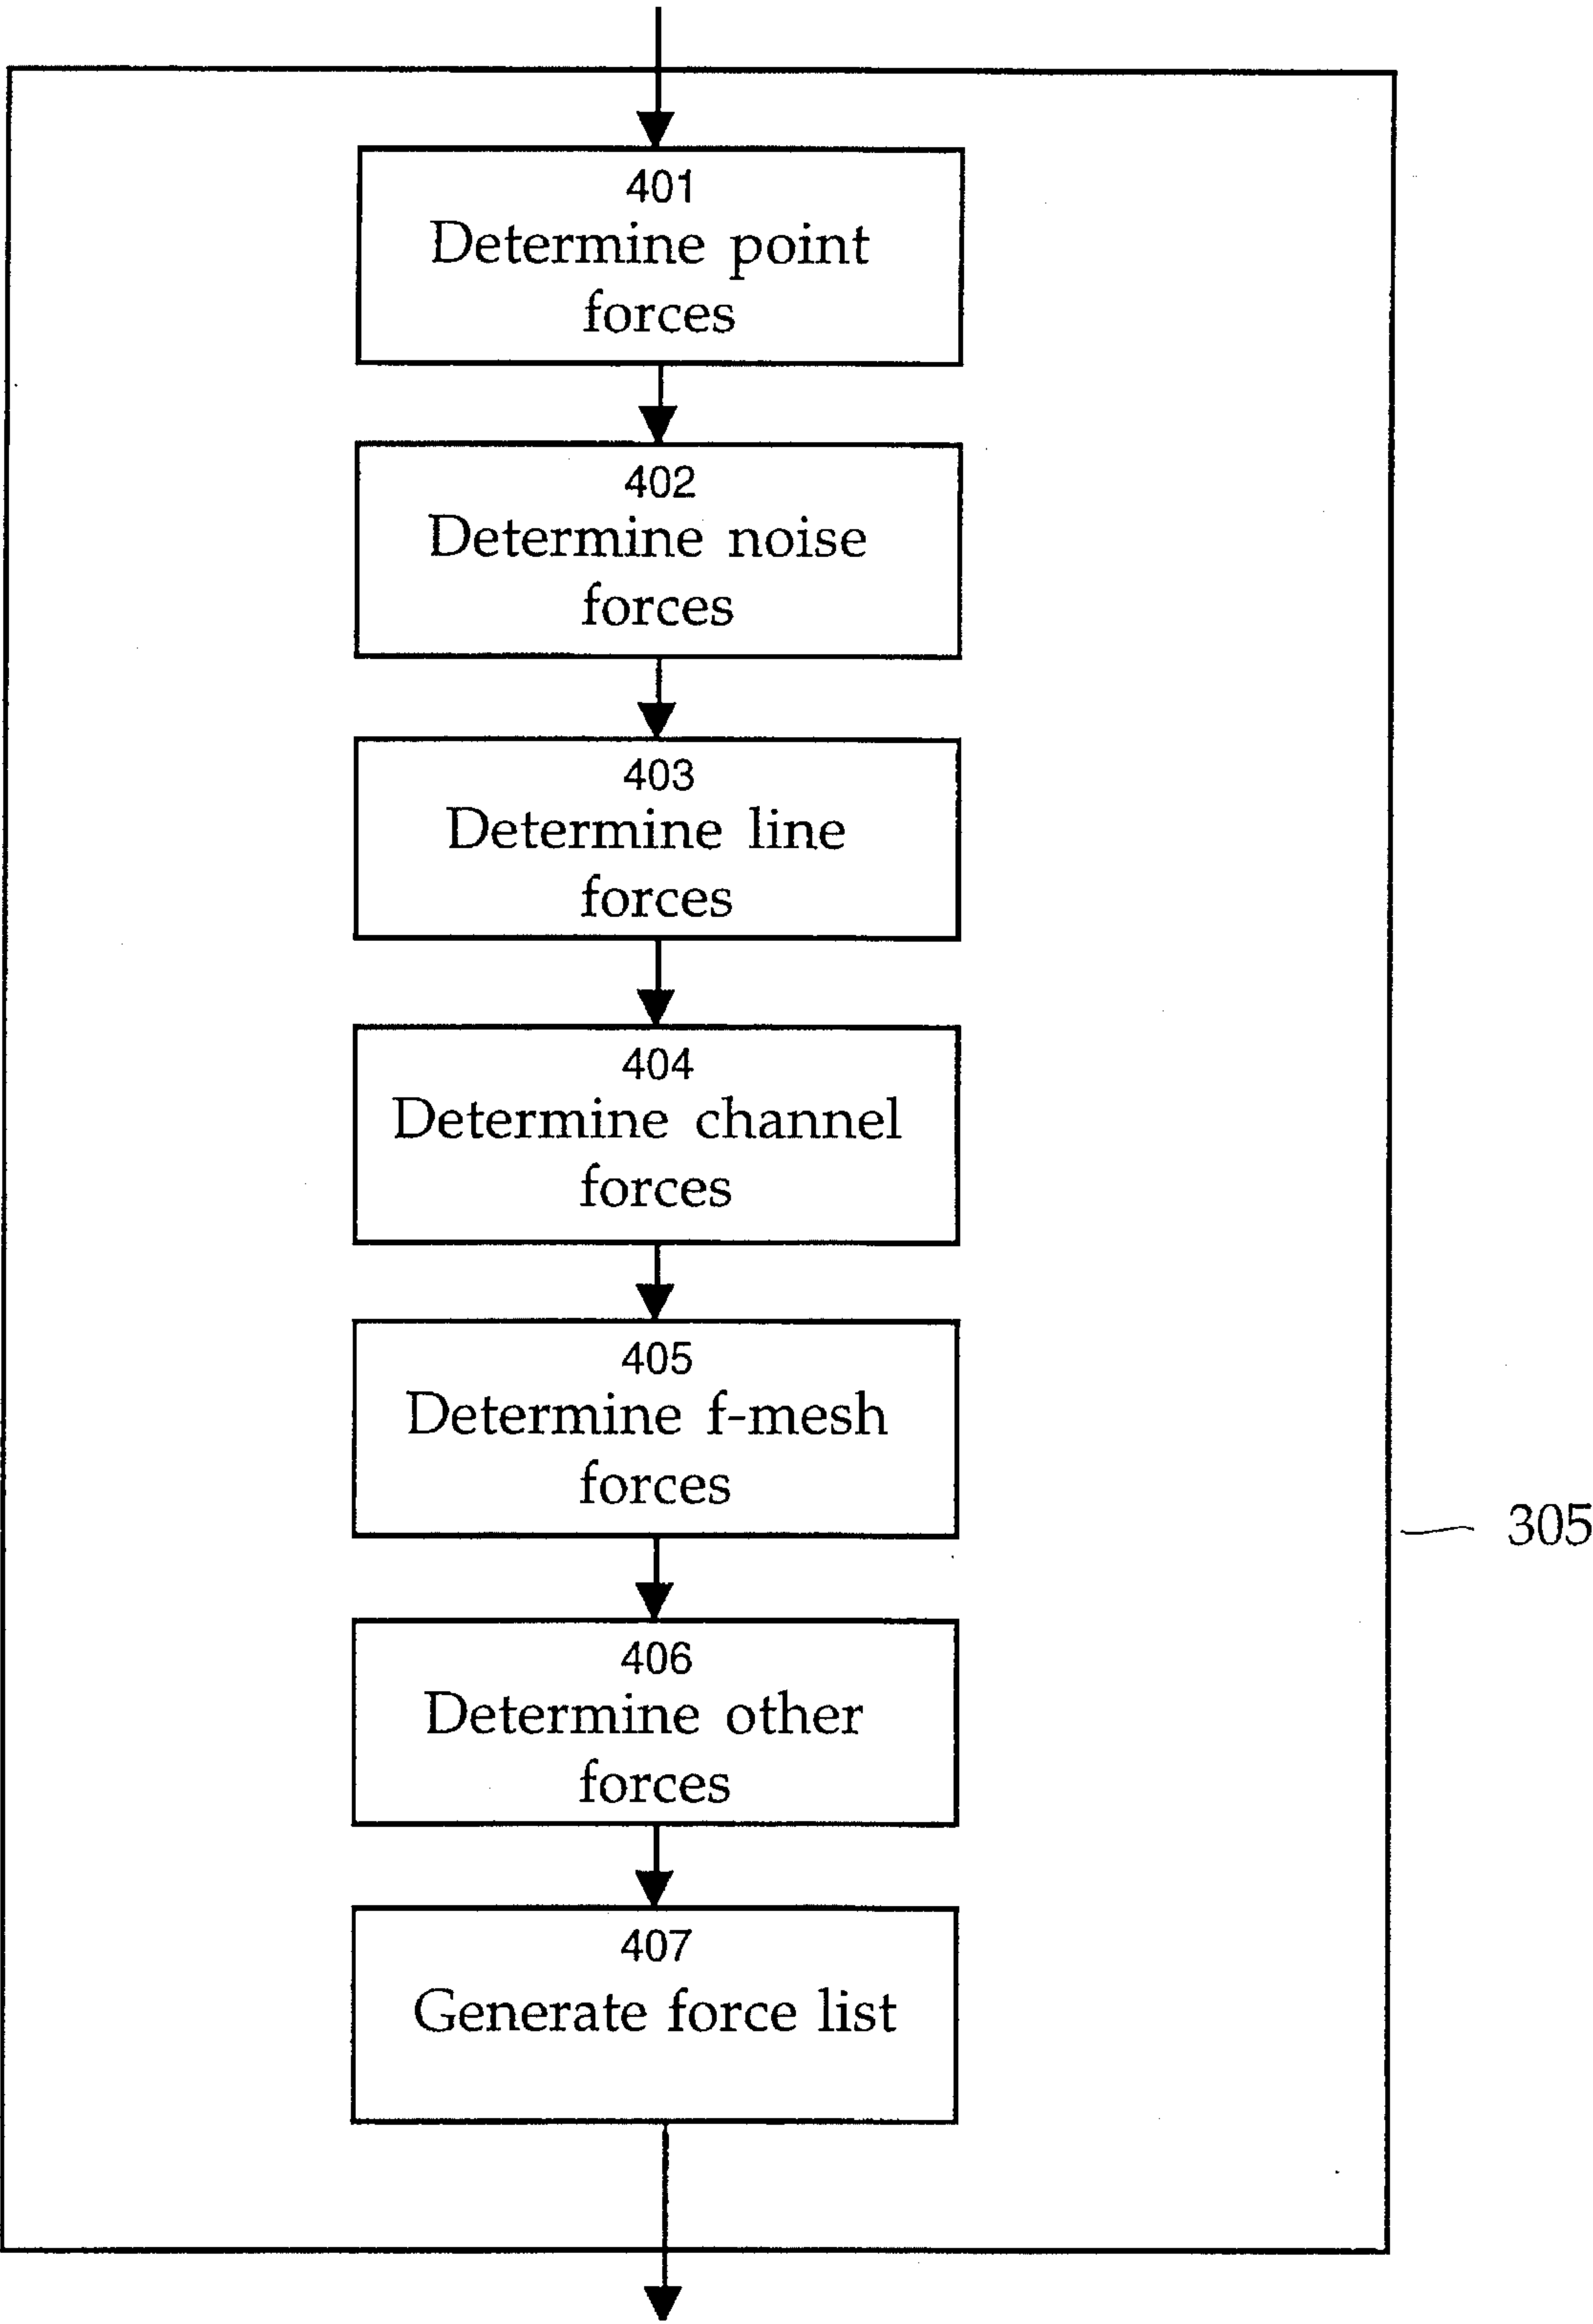 401
Determine point
forces
402
Determine noise
forces
403
Determine line
forces
404
Determine channel
forces
405
Determine f-mesh
forces
305
406
Determine other
forces
407
Generate force list